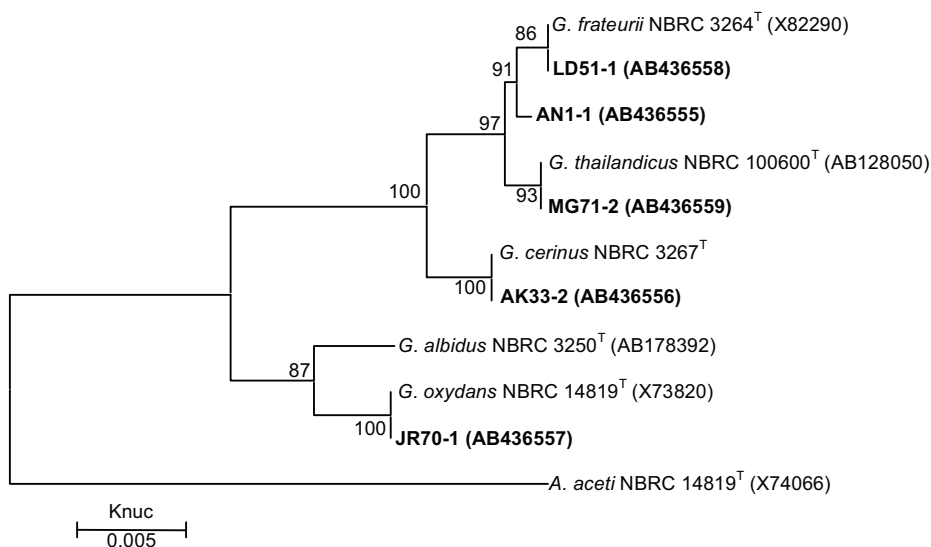 86
G. frateurii NBRC 3264T (X82290)
LD51-1 (AB436558)
91
AN1-1 (AB436555)
97
G. thailandicus NBRC 100600T (AB128050)
93
MG71-2 (AB436559)
100
G. cerinus NBRC 3267T
100
AK33-2 (AB436556)
G. albidus NBRC 3250T (AB178392)
87
G. oxydans NBRC 14819T (X73820)
100
JR70-1 (AB436557)
A. aceti NBRC 14819T (X74066)
Knuc
0.005